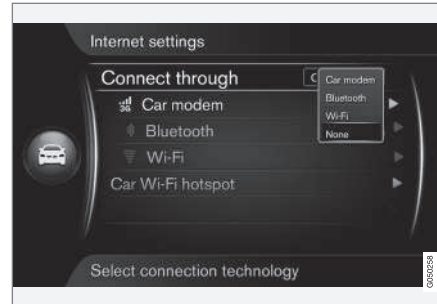 Internet settings
Connect through
Car modem
Bluetooth
Wi-Fi
None
3G Car modem
Bluetooth
Wi-Fi
Car Wi-Fi hotspot
Select connection technology
G050258